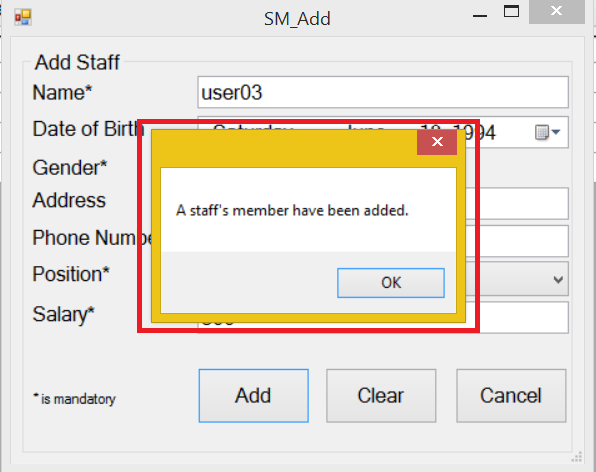 SM_Add
Add Staff
Name*
user03
Date of Birth
Saturday June 18, 1994
Gender*
Address
A staff's member have been added.
Phone Numbe
Position*
OK
Salary*
* is mandatory
Add
Clear
Cancel